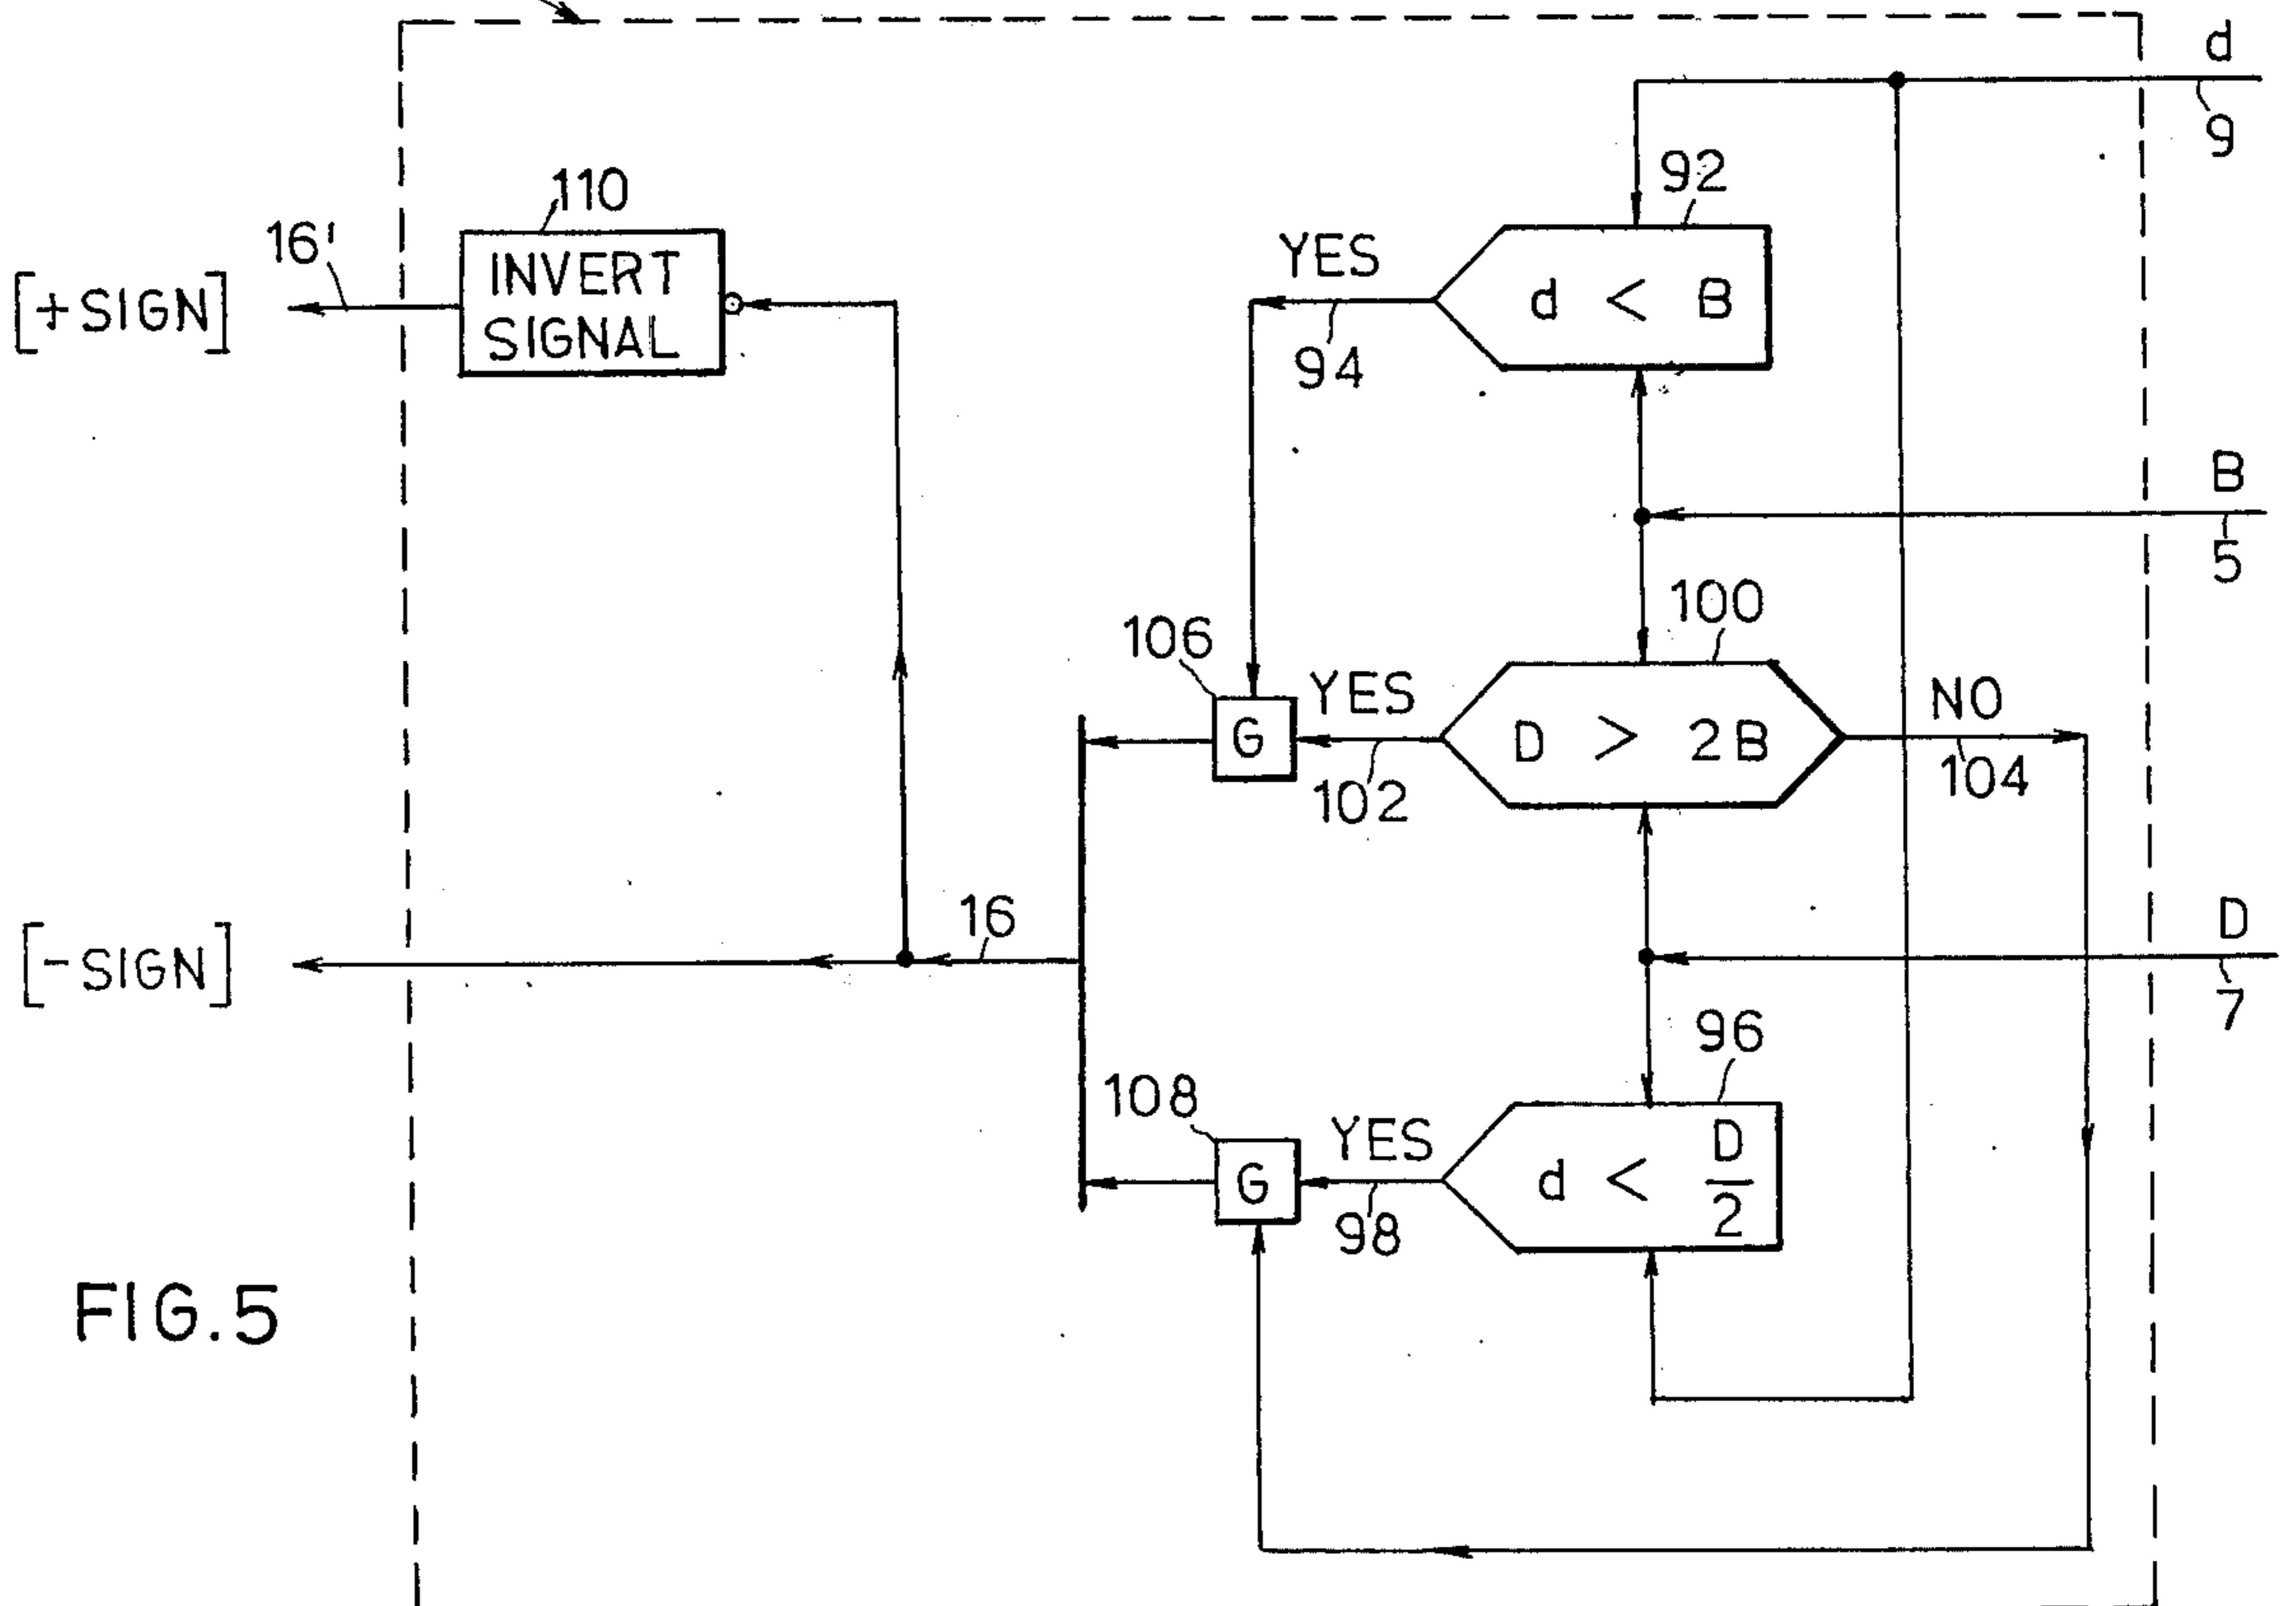 d
9
110
92
16'
[+SIGN]
INVERT
SIGNAL
YES
d < B
94
B
5
100
106
YES
NO
G
D > 2B
102
104
16
D
7
[-SIGN]
96
108
YES
G
d < D/2
98
FIG.5